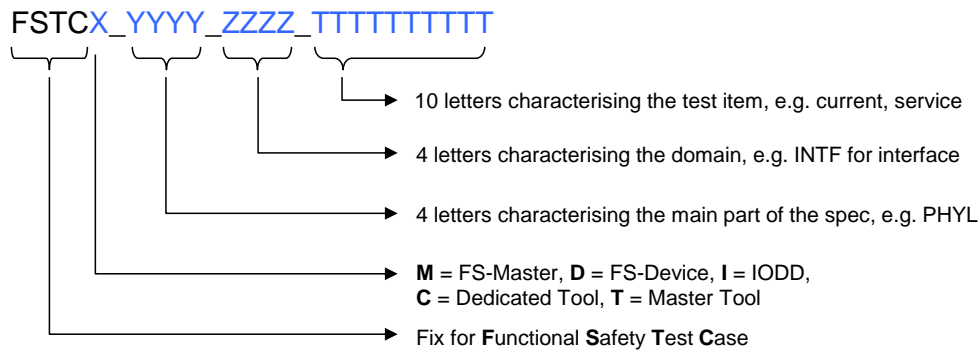 FSTCX_YYYY_ZZZZ_TTTTTTTTTT
10 letters characterising the test item, e.g. current, service
4 letters characterising the domain, e.g. INTF for interface
4 letters characterising the main part of the spec, e.g. PHYL
M = FS-Master, D = FS-Device, I = IODD,
C = Dedicated Tool, T = Master Tool
Fix for Functional Safety Test Case